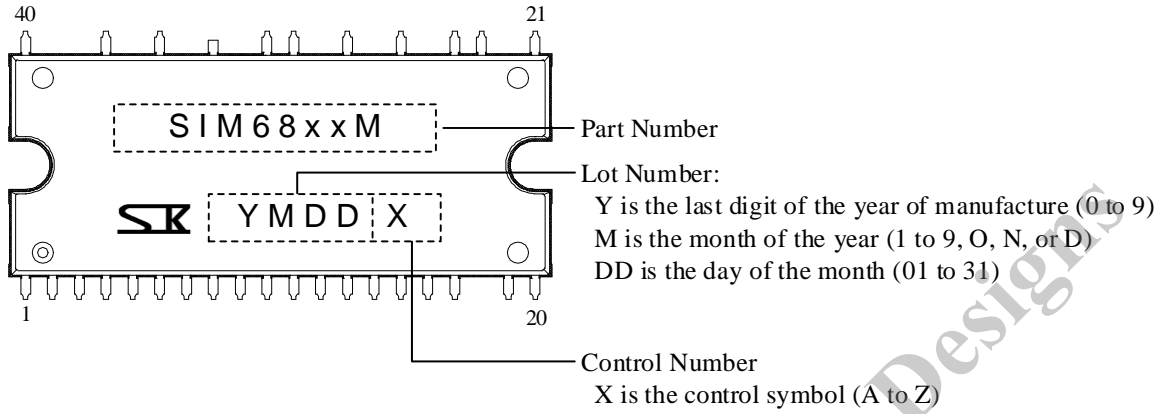 40 21
SIM68xxM
Part Number
Lot Number:
SK YMDD X
Y is the last digit of the year of manufacture (0 to 9)
M is the month of the year (1 to 9, O, N, or D)
DD is the day of the month (01 to 31)
1 20
Control Number
X is the control symbol (A to Z)
Designs